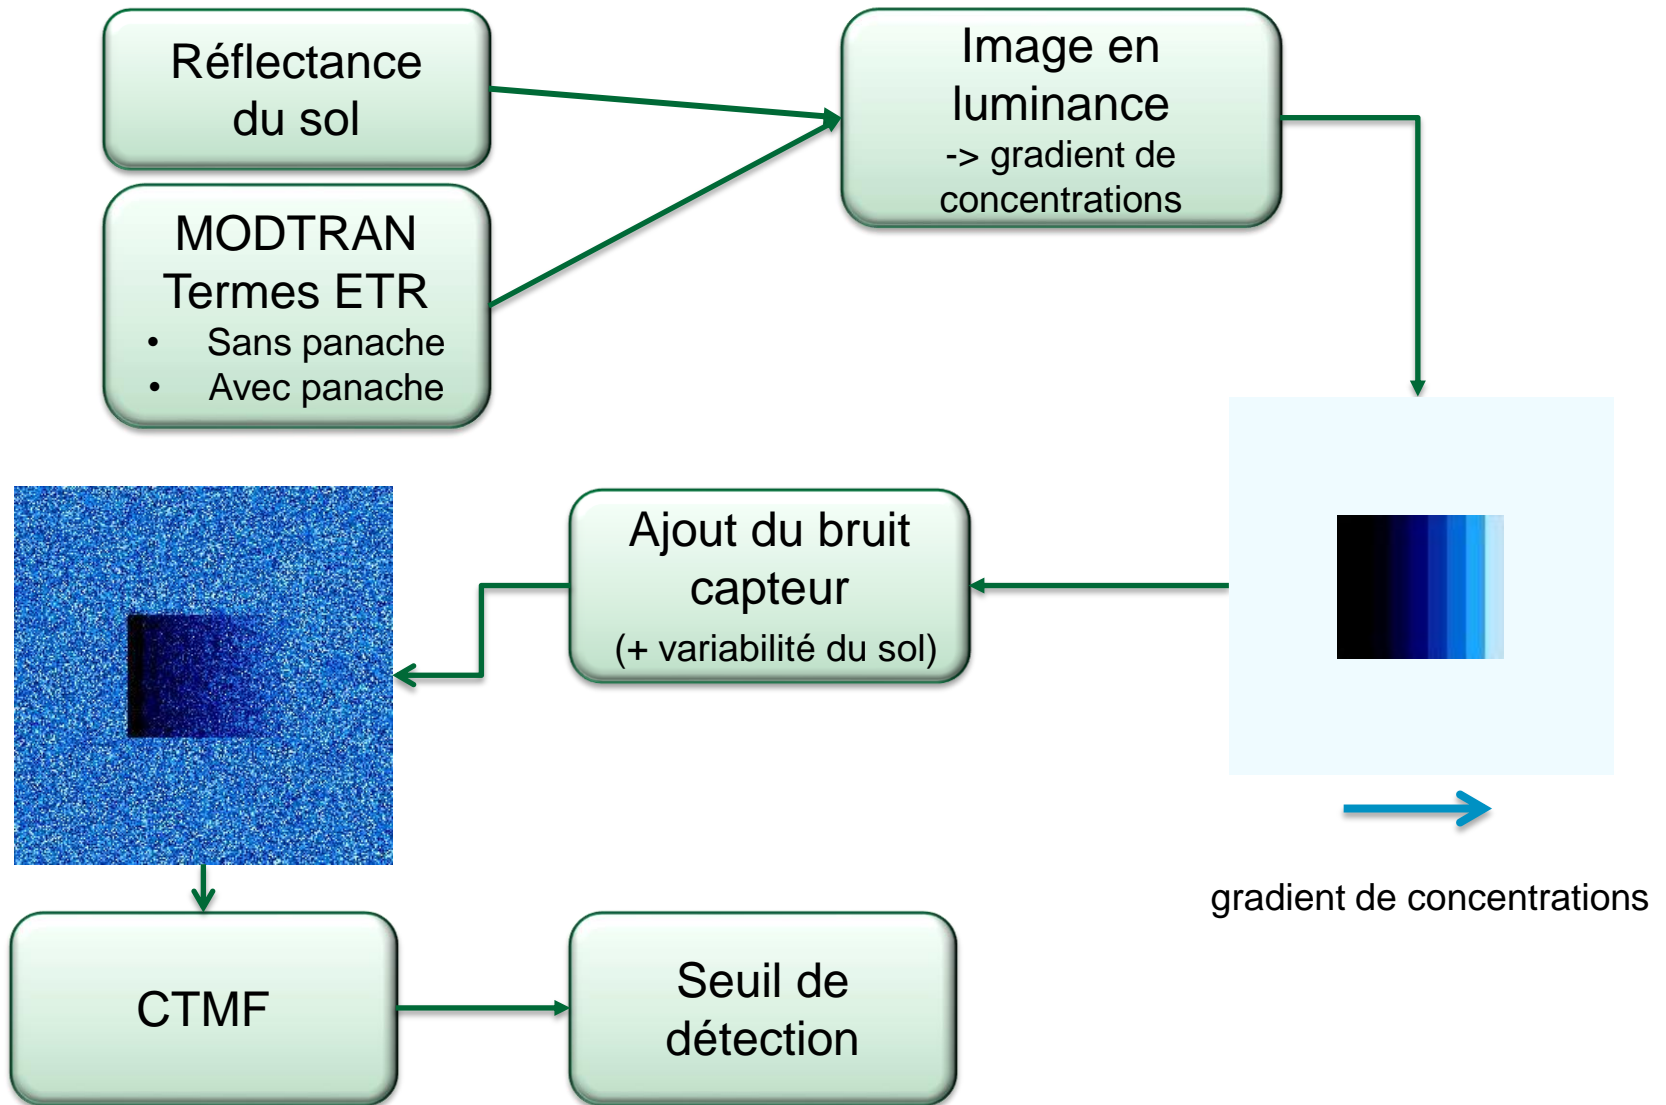 Réflectance
du sol
MODTRAN
Termes ETR
• Sans panache
• Avec panache
Image en
luminance
-> gradient de
concentrations
gradient de concentrations
Ajout du bruit
capteur
(+ variabilité du sol)
CTMF
Seuil de
détection